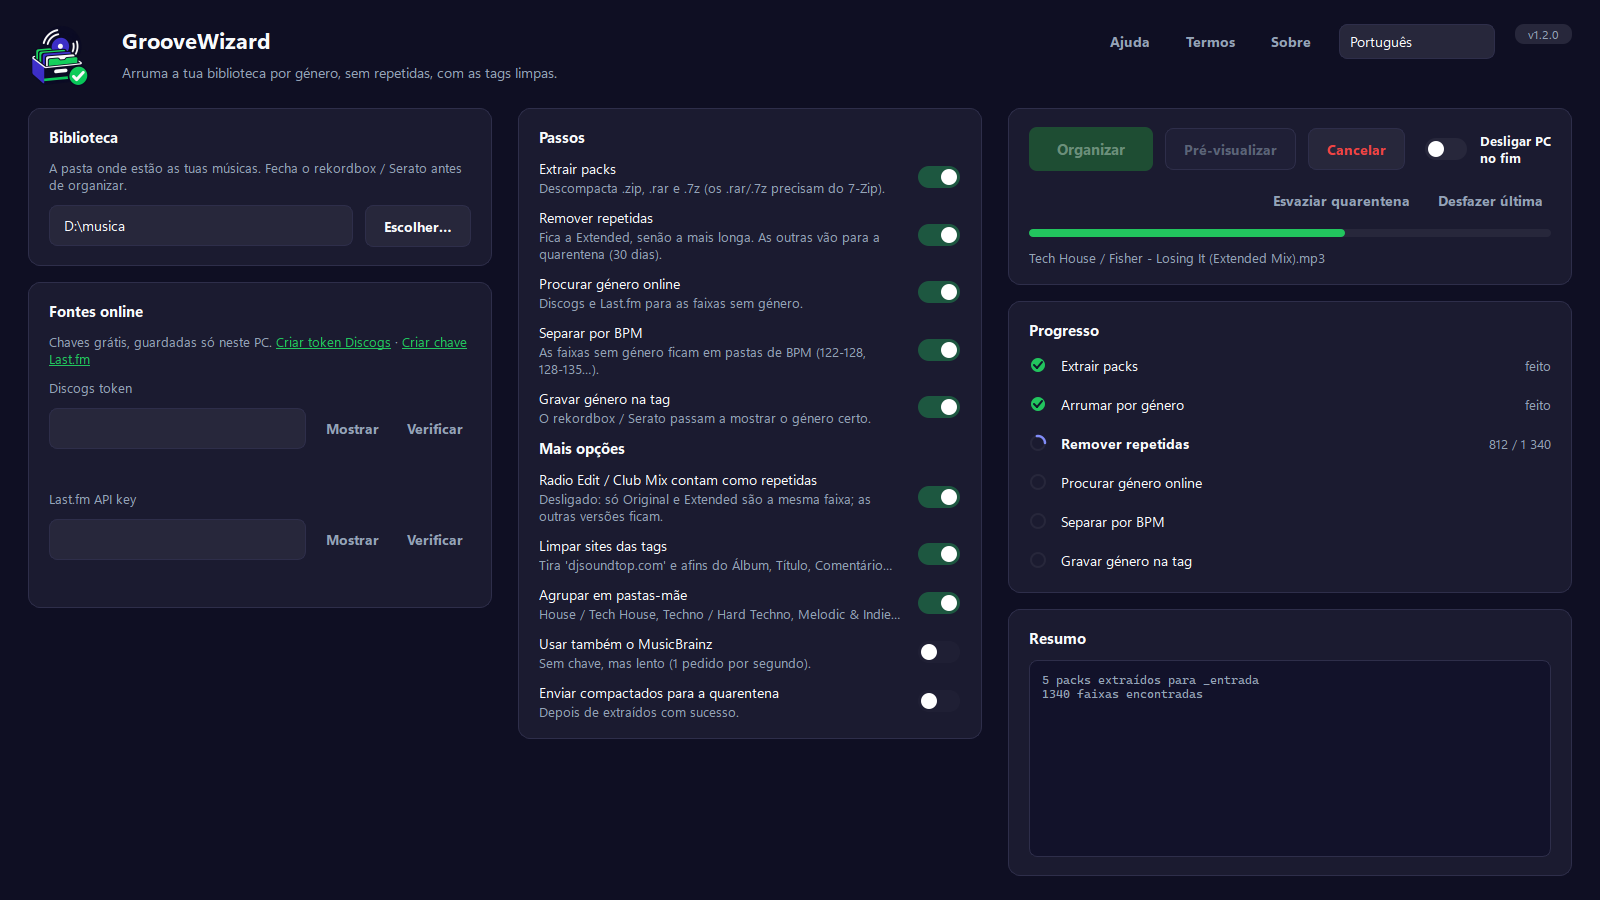 GrooveWizard
Arruma a tua biblioteca por género, sem repetidas, com as tags limpas.
Ajuda
Termos
Sobre
Português
v1.2.0
Biblioteca
A pasta onde estão as tuas músicas. Fecha o rekordbox / Serato antes
de organizar.
D:\musica
Escolher...
Fontes online
Chaves grátis, guardadas só neste PC. Criar token Discogs · Criar chave
Last.fm
Discogs token
Mostrar
Verificar
Last.fm API key
Mostrar
Verificar
Passos
Extrair packs
Descompacta .zip, .rar e .7z (os .rar/.7z precisam do 7-Zip).
Remover repetidas
Fica a Extended, senão a mais longa. As outras vão para a
quarentena (30 dias).
Procurar género online
Discogs e Last.fm para as faixas sem género.
Separar por BPM
As faixas sem género ficam em pastas de BPM (122-128,
128-135...).
Gravar género na tag
O rekordbox / Serato passam a mostrar o género certo.
Mais opções
Radio Edit / Club Mix contam como repetidas
Desligado: só Original e Extended são a mesma faixa; as
outras versões ficam.
Limpar sites das tags
Tira 'djsoundtop.com' e afins do Álbum, Título, Comentário...
Agrupar em pastas-mãe
House / Tech House, Techno / Hard Techno, Melodic & Indie...
Usar também o MusicBrainz
Sem chave, mas lento (1 pedido por segundo).
Enviar compactados para a quarentena
Depois de extraídos com sucesso.
Organizar
Pré-visualizar
Cancelar
Desligar PC
no fim
Esvaziar quarentena
Desfazer última
Tech House / Fisher - Losing It (Extended Mix).mp3
Progresso
Extrair packs
feito
Arrumar por género
feito
Remover repetidas
812 / 1 340
Procurar género online
Separar por BPM
Gravar género na tag
Resumo
5 packs extraídos para _entrada
1340 faixas encontradas